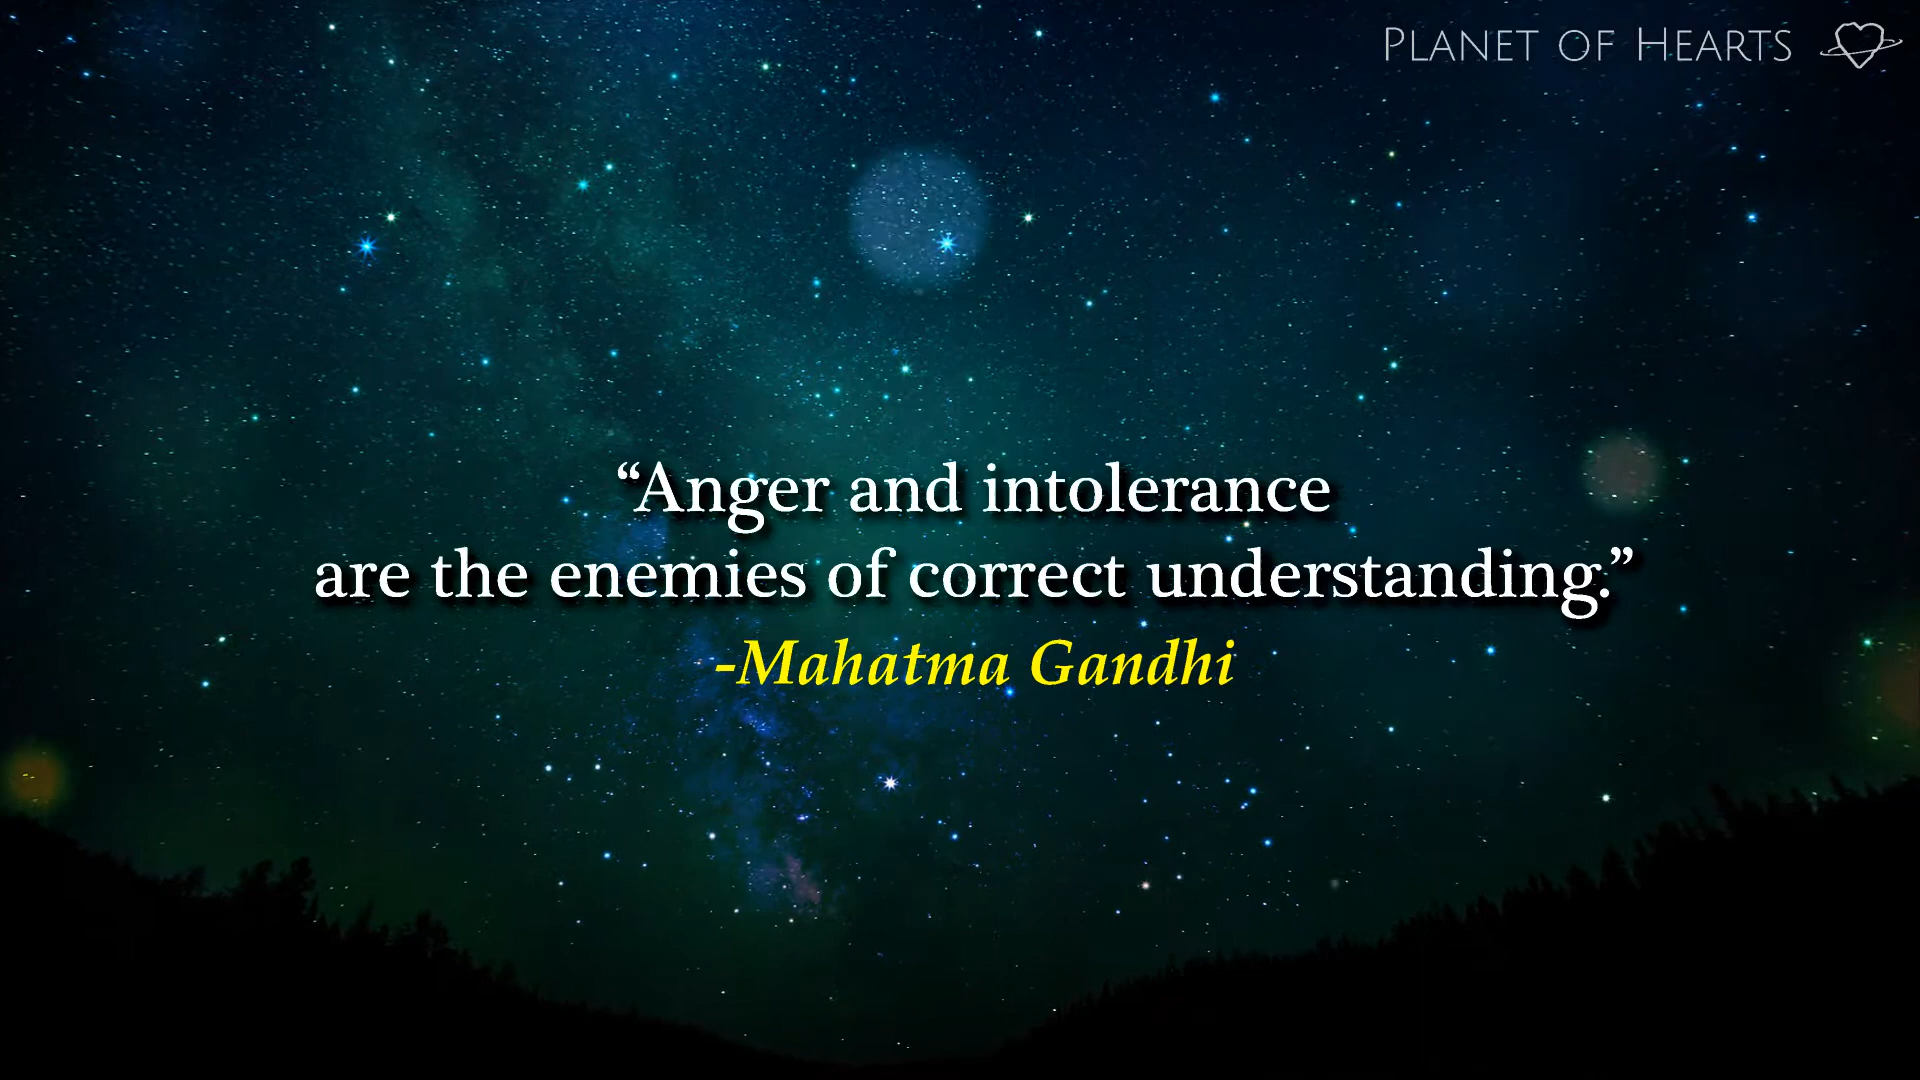 PLANET OF HEARTS
“Anger and intolerance
are the enemies of correct understanding.”
-Mahatma Gandhi